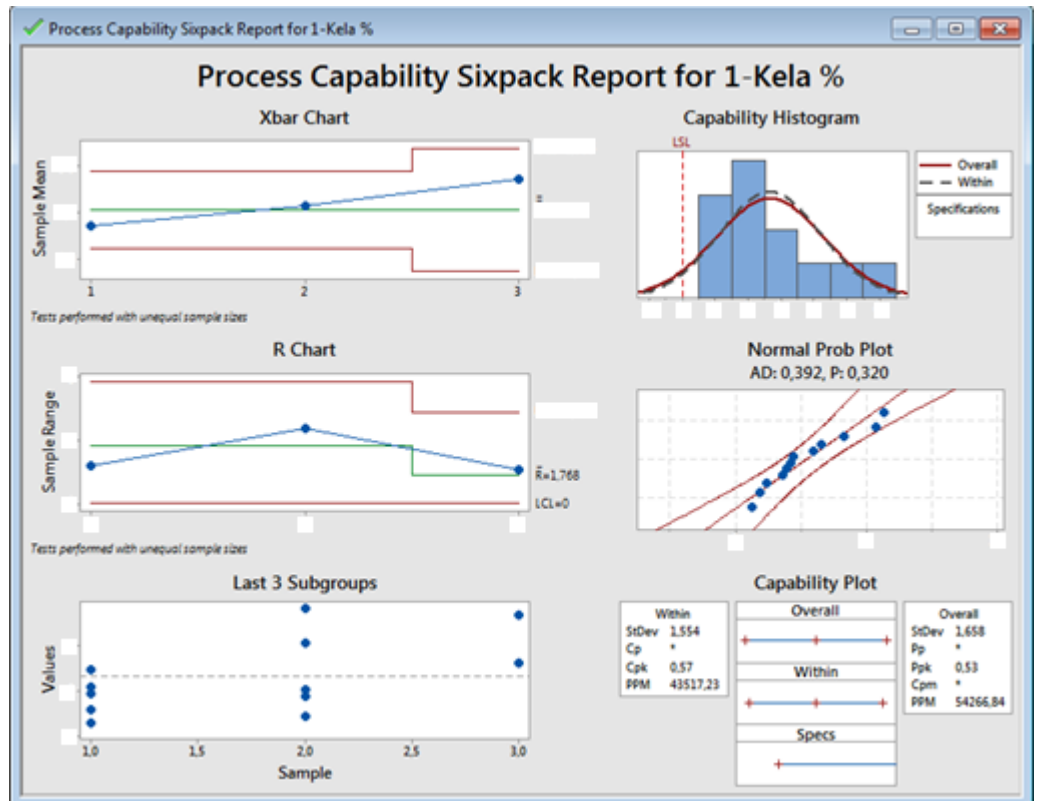 Process Capability Sixpack Report for 1-Kela %
Process Capability Sixpack Report for 1-Kela %
Xbar Chart
Sample Mean
1 2 3
Tests performed with unequal sample sizes
R Chart
Sample Range
R̄=1,768
LCL=0
Tests performed with unequal sample sizes
Last 3 Subgroups
Values
1,0 1,5 2,0 2,5 3,0
Sample
Capability Histogram
LSL
Overall
Within
Specifications
Normal Prob Plot
AD: 0,392, P: 0,320
Capability Plot
Within
StDev 1,554
Cp *
Cpk 0,57
PPM 43517,23
Overall
Within
Specs
Overall
StDev 1,658
Pp *
Ppk 0,53
Cpm *
PPM 54266,84